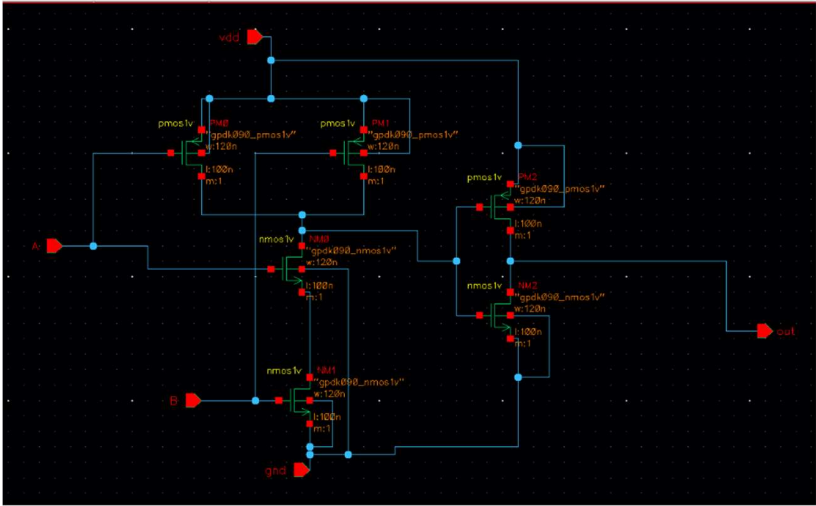 vdd
pmos1v PM0
"gpdk090_pmos1v"
w:120n
l:100n
m:1
pmos1v PM1
"gpdk090_pmos1v"
w:120n
l:100n
m:1
pmos1v PM2
"gpdk090_pmos1v"
w:120n
l:100n
m:1
A
nmos1v NM0
"gpdk090_nmos1v"
w:120n
l:100n
m:1
nmos1v NM2
"gpdk090_nmos1v"
w:120n
l:100n
m:1
out
nmos1v NM1
"gpdk090_nmos1v"
w:120n
l:100n
m:1
B
gnd